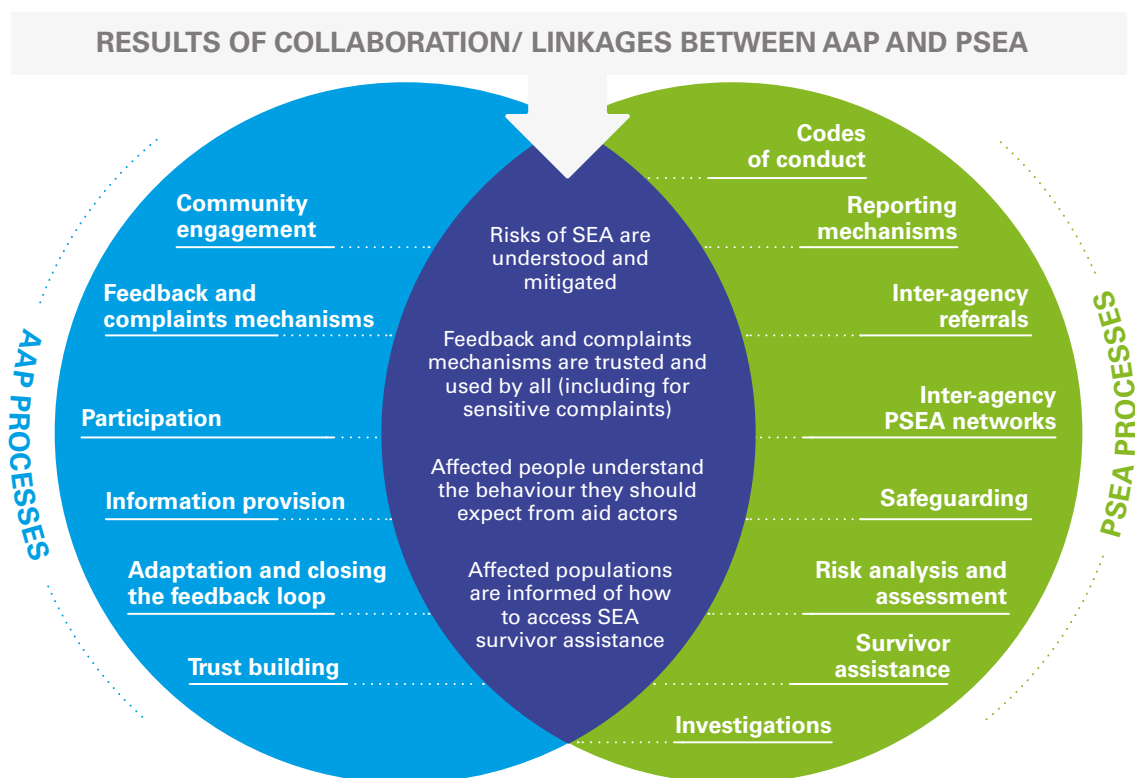 RESULTS OF COLLABORATION/ LINKAGES BETWEEN AAP AND PSEA
AAP PROCESSES
Community
engagement
Feedback and
complaints mechanisms
Participation
Information provision
Adaptation and closing
the feedback loop
Trust building
Risks of SEA are
understood and
mitigated
Feedback and complaints
mechanisms are trusted and
used by all (including for
sensitive complaints)
Affected people understand
the behaviour they should
expect from aid actors
Affected populations
are informed of how
to access SEA
survivor assistance
Codes
of conduct
Reporting
mechanisms
Inter-agency
referrals
Inter-agency
PSEA networks
Safeguarding
Risk analysis and
assessment
Survivor
assistance
Investigations
PSEA PROCESSES